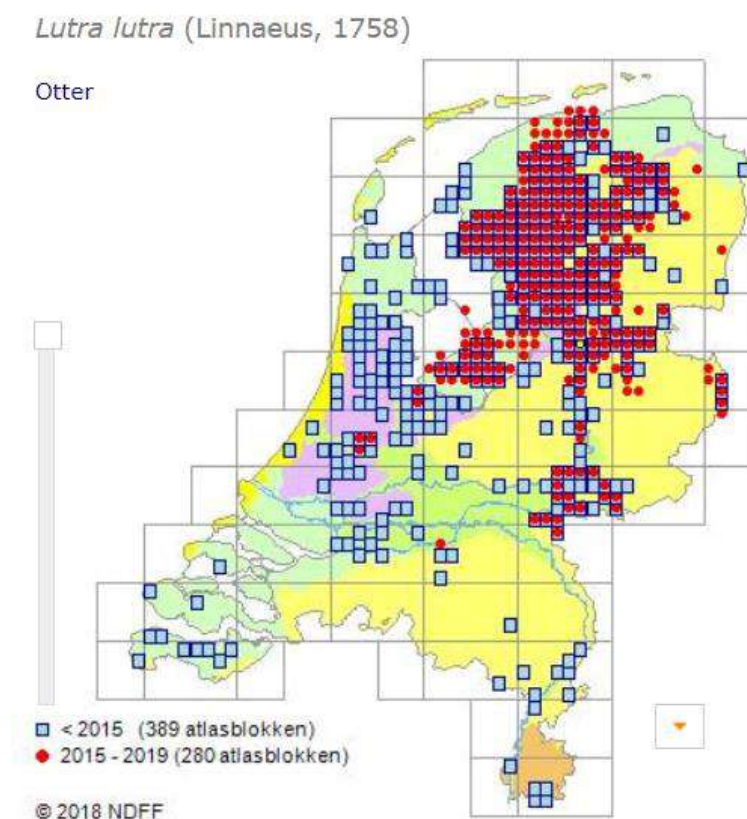 Lutra lutra (Linnaeus, 1758)
Otter
< 2015 (389 atlasblokken)
2015 - 2019 (280 atlasblokken)
© 2018 NDFF